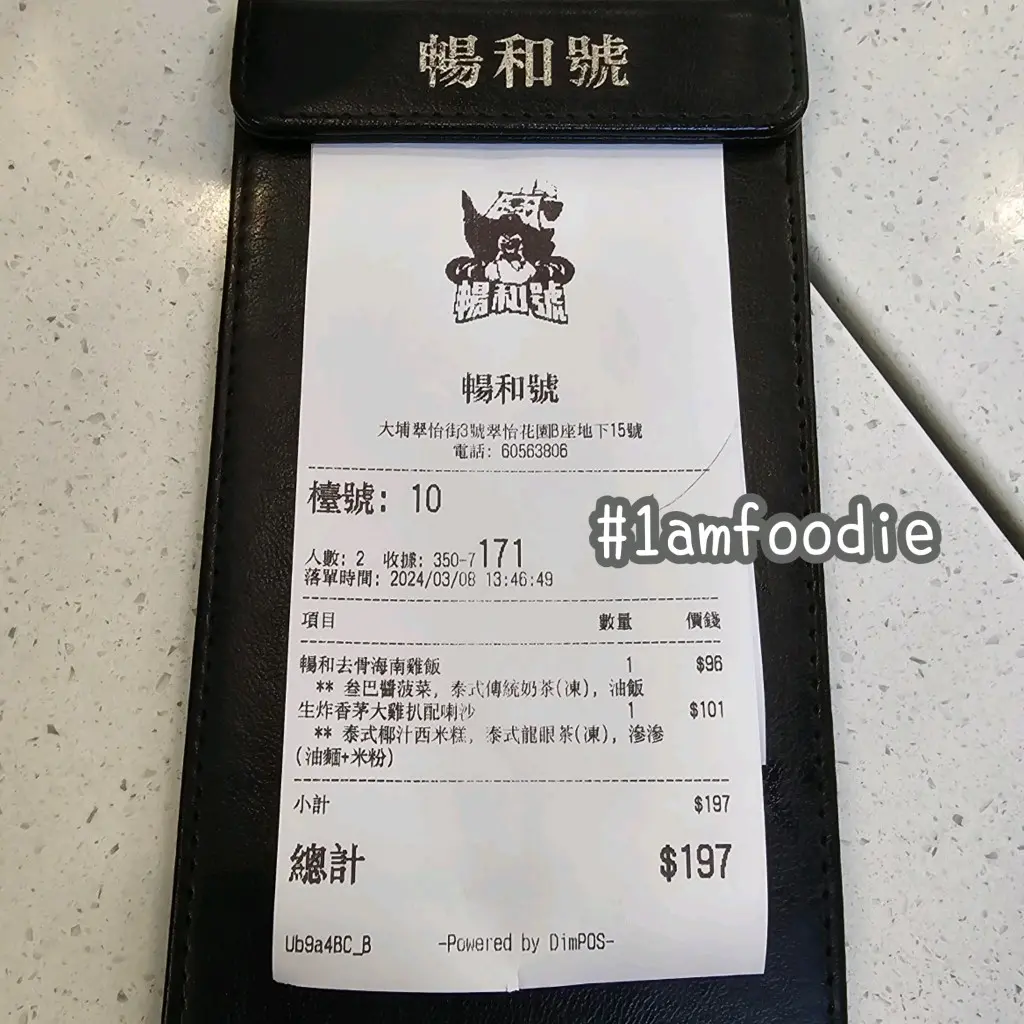 暢和號
暢和號
暢和號
大埔翠怡街3號翠怡花園B座地下15號
電話: 60563806
檯號: 10
#1amfoodie
人數: 2 收據: 350-7171
落單時間: 2024/03/08 13:46:49
項目 數量 價錢
暢和去骨海南雞飯 1 $96
** 叁巴醬菠菜, 泰式傳統奶茶(凍), 油飯
生炸香茅大雞扒配喇沙 1 $101
** 泰式椰汁西米糕, 泰式龍眼茶(凍), 滲滲
(油麵+米粉)
小計 $197
總計 $197
Ub9a4BC_B -Powered by DimPOS-